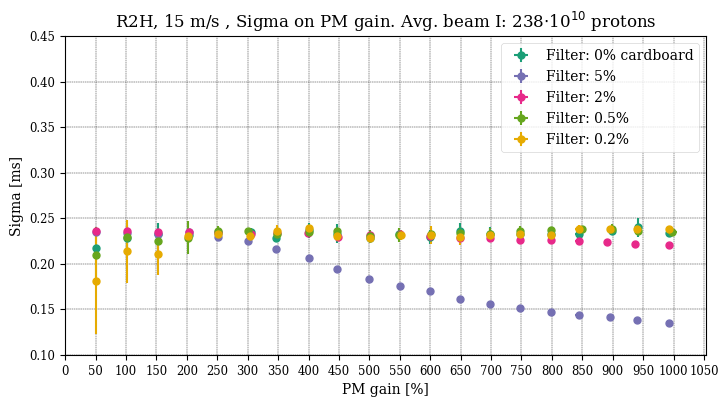 R2H, 15 m/s , Sigma on PM gain. Avg. beam I: 238·10¹⁰ protons
Filter: 0% cardboard
Filter: 5%
Filter: 2%
Filter: 0.5%
Filter: 0.2%
Sigma [ms]
0.45
0.40
0.35
0.30
0.25
0.20
0.15
0.10
0 50 100 150 200 250 300 350 400 450 500 550 600 650 700 750 800 850 900 950 1000 1050
PM gain [%]